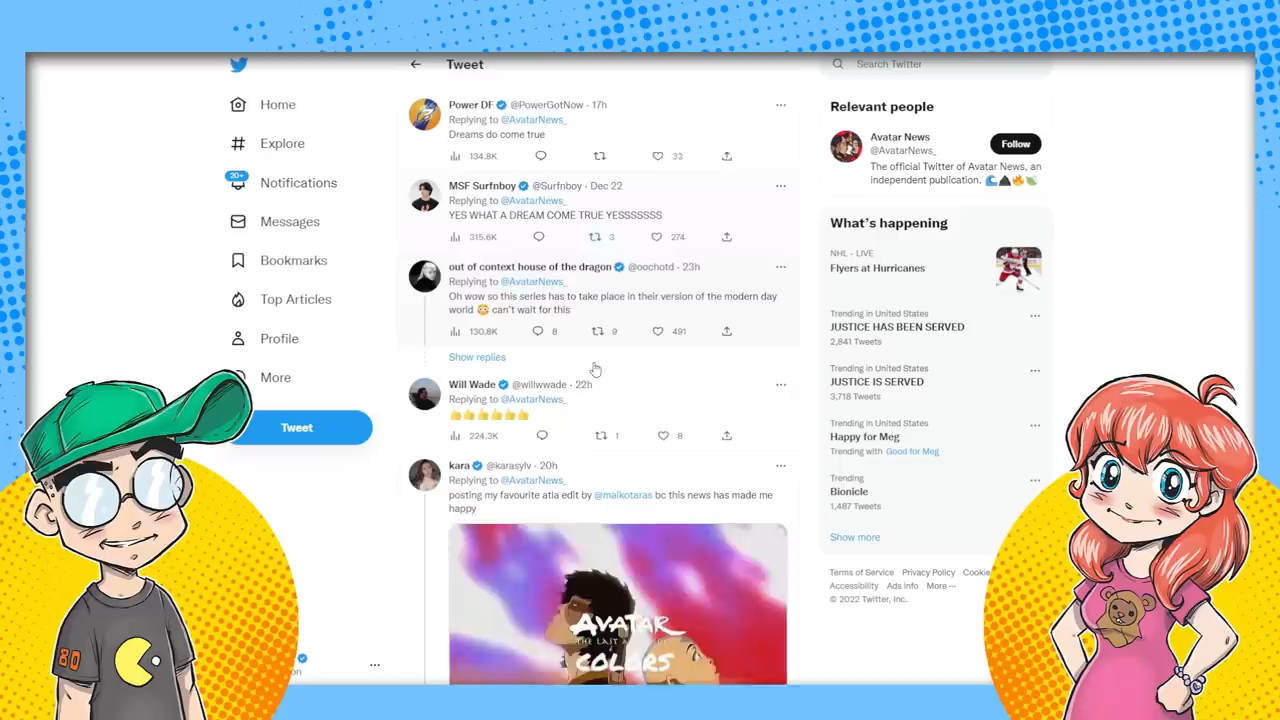 Home
Explore
20+
Notifications
Messages
Bookmarks
Top Articles
Profile
More
Tweet
Tweet
Power DF @PowerGotNow · 17h
Replying to @AvatarNews_
Dreams do come true
134.8K 33
MSF Surfnboy @Surfnboy · Dec 22
Replying to @AvatarNews_
YES WHAT A DREAM COME TRUE YESSSSSSS
315.6K 3 274
out of context house of the dragon @oochotd · 23h
Replying to @AvatarNews_
Oh wow so this series has to take place in their version of the modern day
world 😳 can't wait for this
130.8K 8 9 491
Show replies
Will Wade @willwwade · 22h
Replying to @AvatarNews_
👍👍👍👍👍👍
224.3K 1 8
kara @karasylv · 20h
Replying to @AvatarNews_
posting my favourite atla edit by @maikotaras bc this news has made me
happy
AVATAR
THE LAST
COLORS
Search Twitter
Relevant people
Avatar News
@AvatarNews_
Follow
The official Twitter of Avatar News, an
independent publication. 🌊⛰🔥🍃
What's happening
NHL · LIVE
Flyers at Hurricanes
Trending in United States
JUSTICE HAS BEEN SERVED
2,841 Tweets
Trending in United States
JUSTICE IS SERVED
3,718 Tweets
Trending in United States
Happy for Meg
Trending with Good for Meg
Trending
Bionicle
1,487 Tweets
Show more
Terms of Service Privacy Policy Cookie
Accessibility Ads info More ···
© 2022 Twitter, Inc.
80